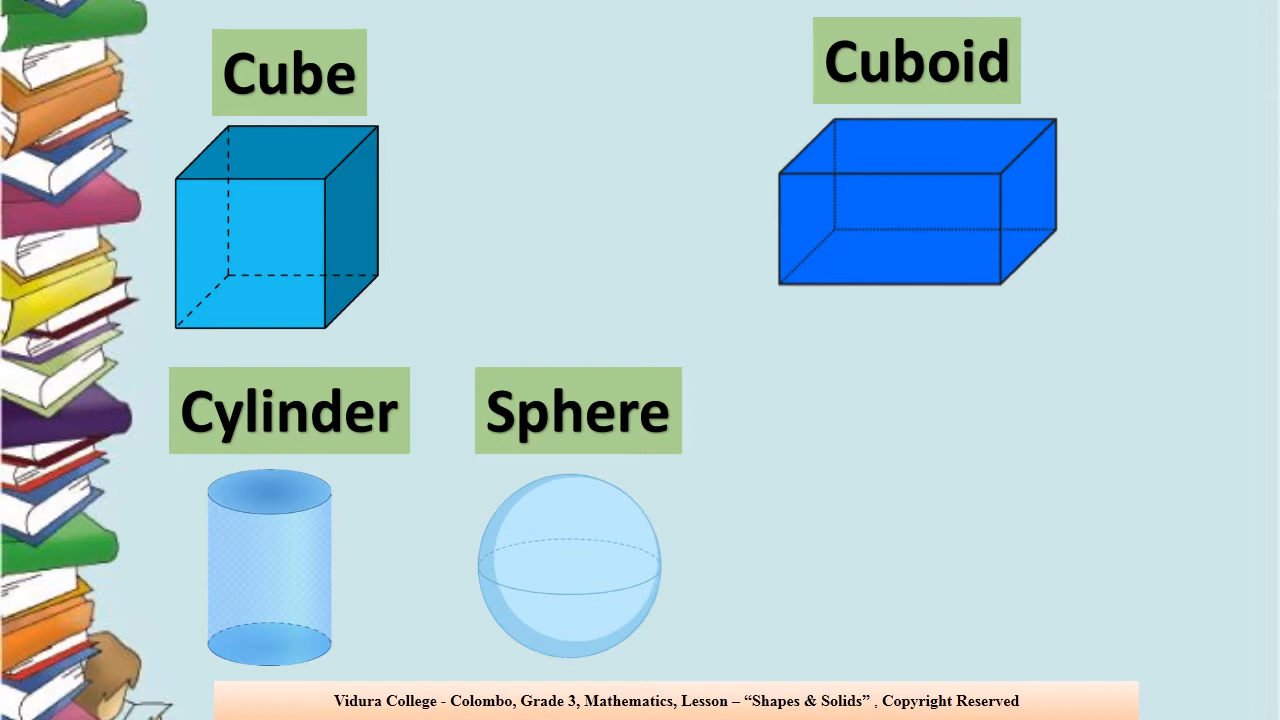 Cube
Cuboid
Cylinder
Sphere
Vidura College - Colombo, Grade 3, Mathematics, Lesson – “Shapes & Solids” , Copyright Reserved